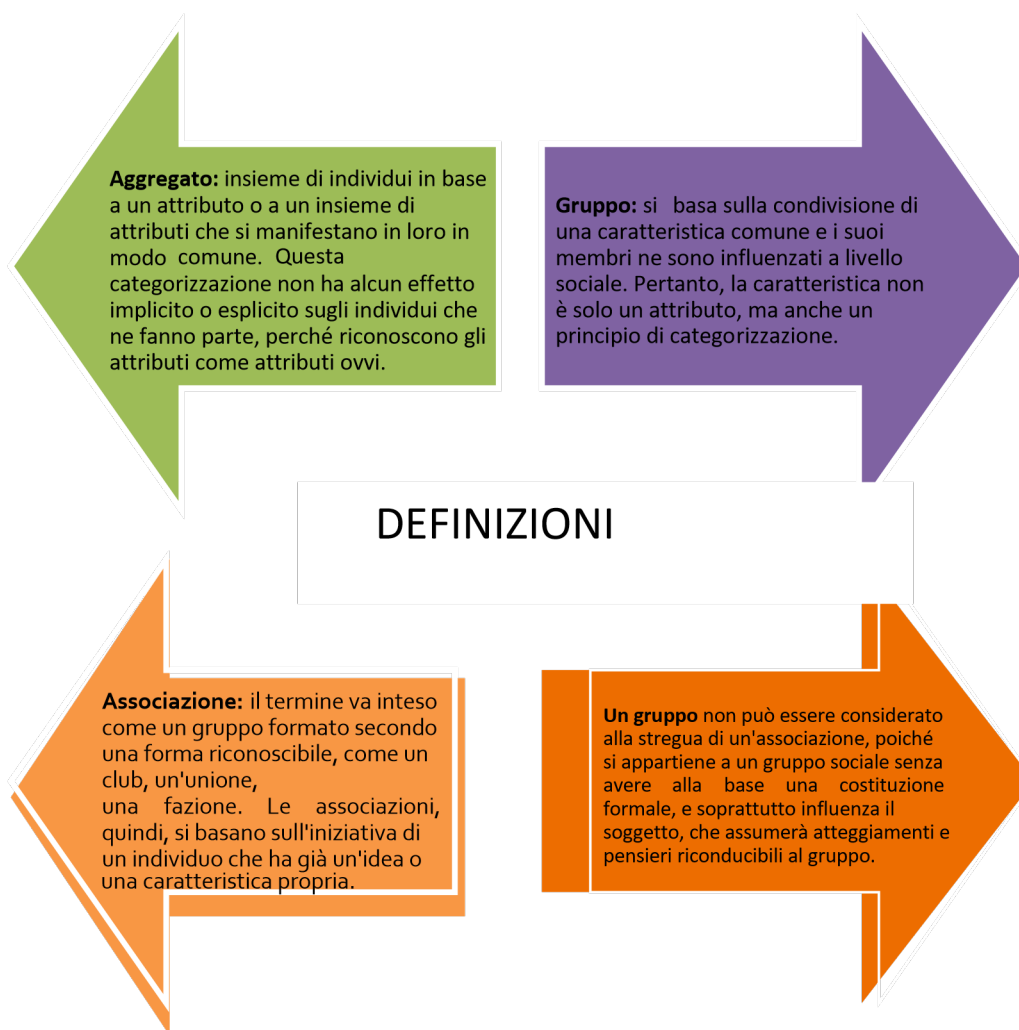 Aggregato: insieme di individui in base
a un attributo o a un insieme di
attributi che si manifestano in loro in
modo comune. Questa
categorizzazione non ha alcun effetto
implicito o esplicito sugli individui che
ne fanno parte, perché riconoscono gli
attributi come attributi ovvi.
Gruppo: si basa sulla condivisione di
una caratteristica comune e i suoi
membri ne sono influenzati a livello
sociale. Pertanto, la caratteristica non
è solo un attributo, ma anche un
principio di categorizzazione.
DEFINIZIONI
Associazione: il termine va inteso
come un gruppo formato secondo
una forma riconoscibile, come un
club, un'unione,
una fazione. Le associazioni,
quindi, si basano sull'iniziativa di
un individuo che ha già un'idea o
una caratteristica propria.
Un gruppo non può essere considerato
alla stregua di un'associazione, poiché
si appartiene a un gruppo sociale senza
avere alla base una costituzione
formale, e soprattutto influenza il
soggetto, che assumerà atteggiamenti e
pensieri riconducibili al gruppo.